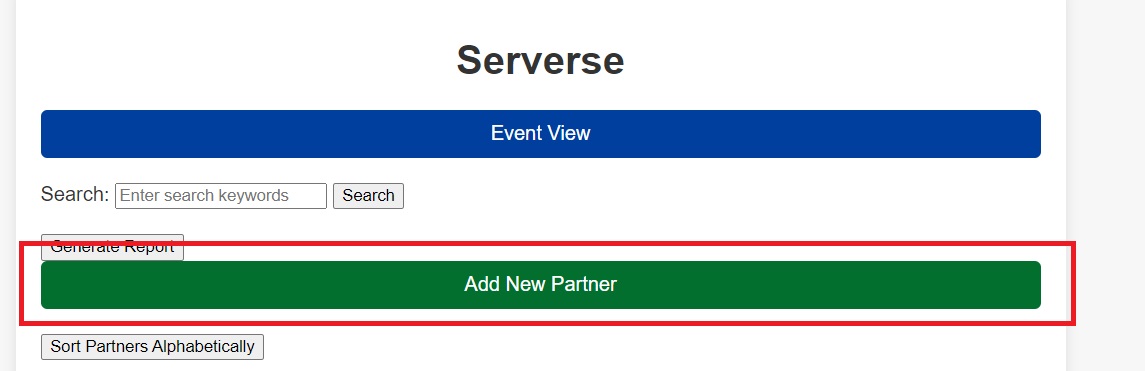 Serverse
Event View
Search: Enter search keywords Search
Generate Report
Add New Partner
Sort Partners Alphabetically